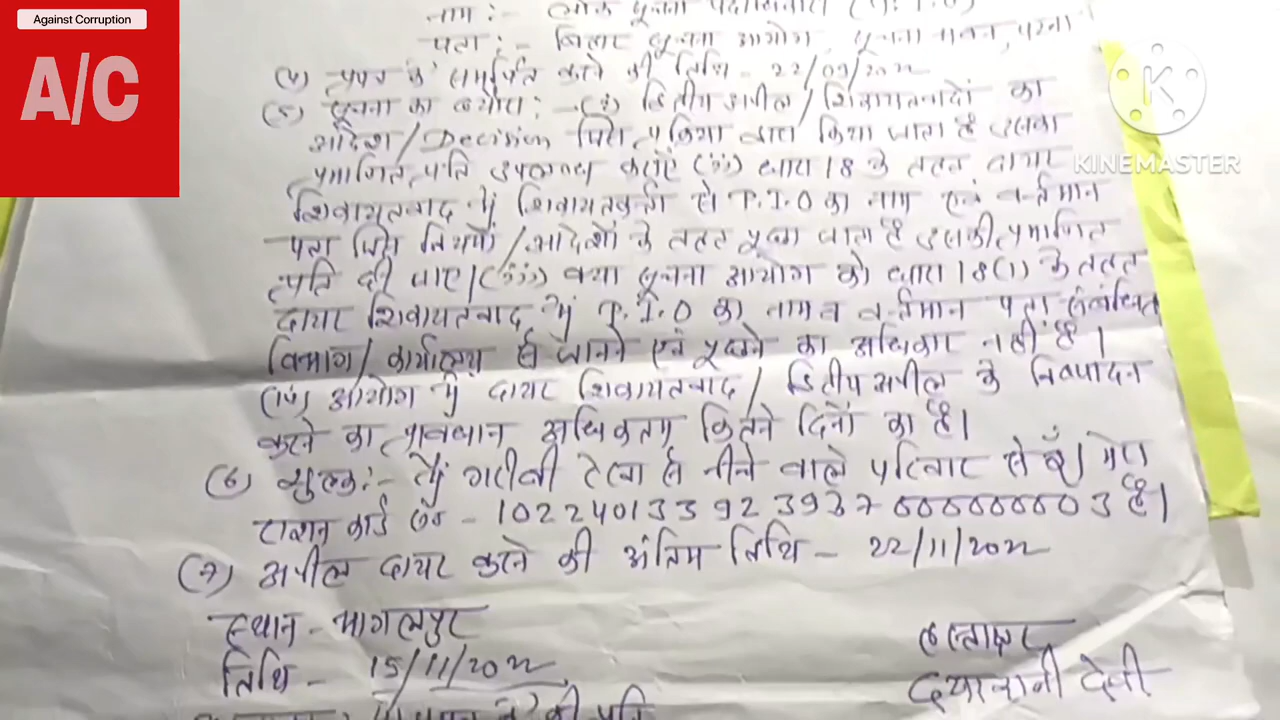 Against Corruption
A/C
नाम :- लोक सूचना पदाधिकारी (P.I.O)
पता :- बिहार सूचना आयोग, सूचना भवन, पटना
(4) प्रपत्र के समर्पित करने की तिथि - 22/09/2022
(5) सूचना का ब्योरा :- (i) द्वितीय अपील/शिकायतवादों का
आदेश/Decision जिस प्रक्रिया द्वारा किया जाता है उसका
प्रमाणित प्रति उपलब्ध कराएं (ii) धारा 18 के तहत दायर
KINEMASTER
शिकायतवाद में शिकायतकर्ता से P.I.O का नाम एवं वर्तमान
पता जिस नियमों/आदेशों के तहत पूछा जाता है उसकी प्रमाणित
प्रति दी जाए। (iii) क्या सूचना आयोग को धारा 18(1) के तहत
दायर शिकायतवाद में P.I.O का नाम व वर्तमान पता संबंधित
विभाग/कार्यालय से जानने एवं पूछने का अधिकार नहीं है।
(iv) आयोग में दायर शिकायतवाद/द्वितीय अपील के निष्पादन
करने का प्रावधान अधिकतम कितने दिनों का है।
(6) शुल्क :- मैं गरीबी रेखा से नीचे वाले परिवार से हूँ। मेरा
राशन कार्ड नं॰ - है।
(7) अपील दायर करने की अंतिम तिथि - 22/11/2022
स्थान - भागलपुर
हस्ताक्षर
तिथि - 15/11/2022
देवी
की प्रति